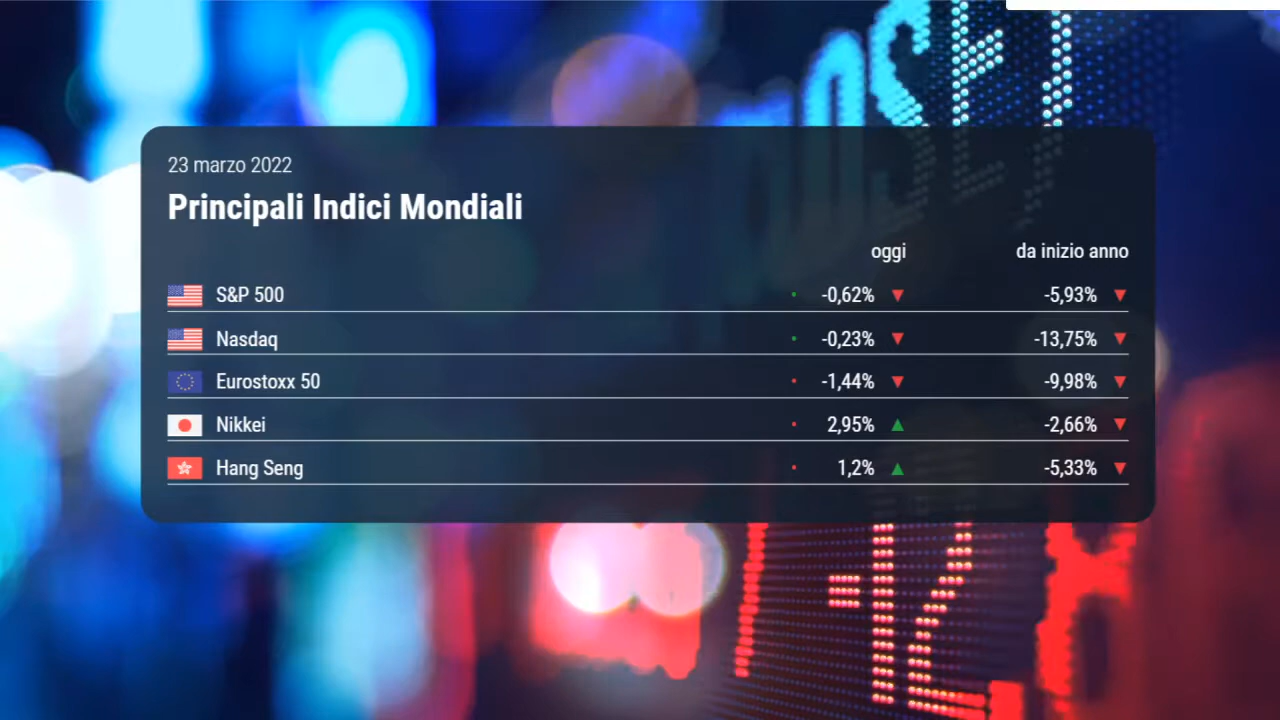 23 marzo 2022
Principali Indici Mondiali
oggi da inizio anno
S&P 500 -0,62% ▼ -5,93% ▼
Nasdaq -0,23% ▼ -13,75% ▼
Eurostoxx 50 -1,44% ▼ -9,98% ▼
Nikkei 2,95% ▲ -2,66% ▼
Hang Seng 1,2% ▲ -5,33% ▼